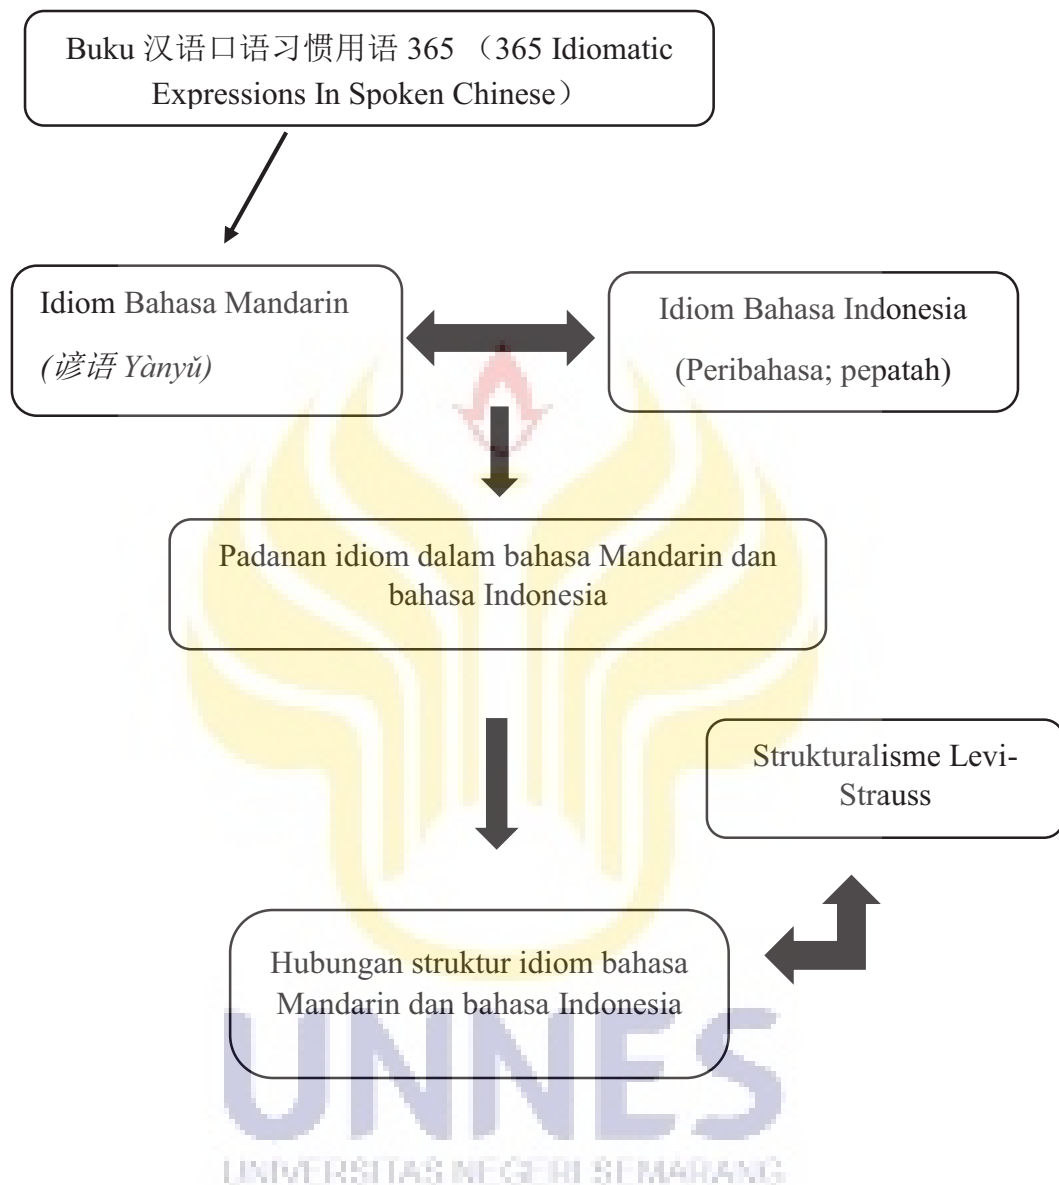 Buku 汉语口语习惯用语 365 （365 Idiomatic
Expressions In Spoken Chinese）
Idiom Bahasa Mandarin
(谚语 Yànyǔ)
Idiom Bahasa Indonesia
(Peribahasa; pepatah)
Padanan idiom dalam bahasa Mandarin dan
bahasa Indonesia
Strukturalisme Levi-
Strauss
Hubungan struktur idiom bahasa
Mandarin dan bahasa Indonesia
UNNES
UNIVERSITAS NEGERI SEMARANG